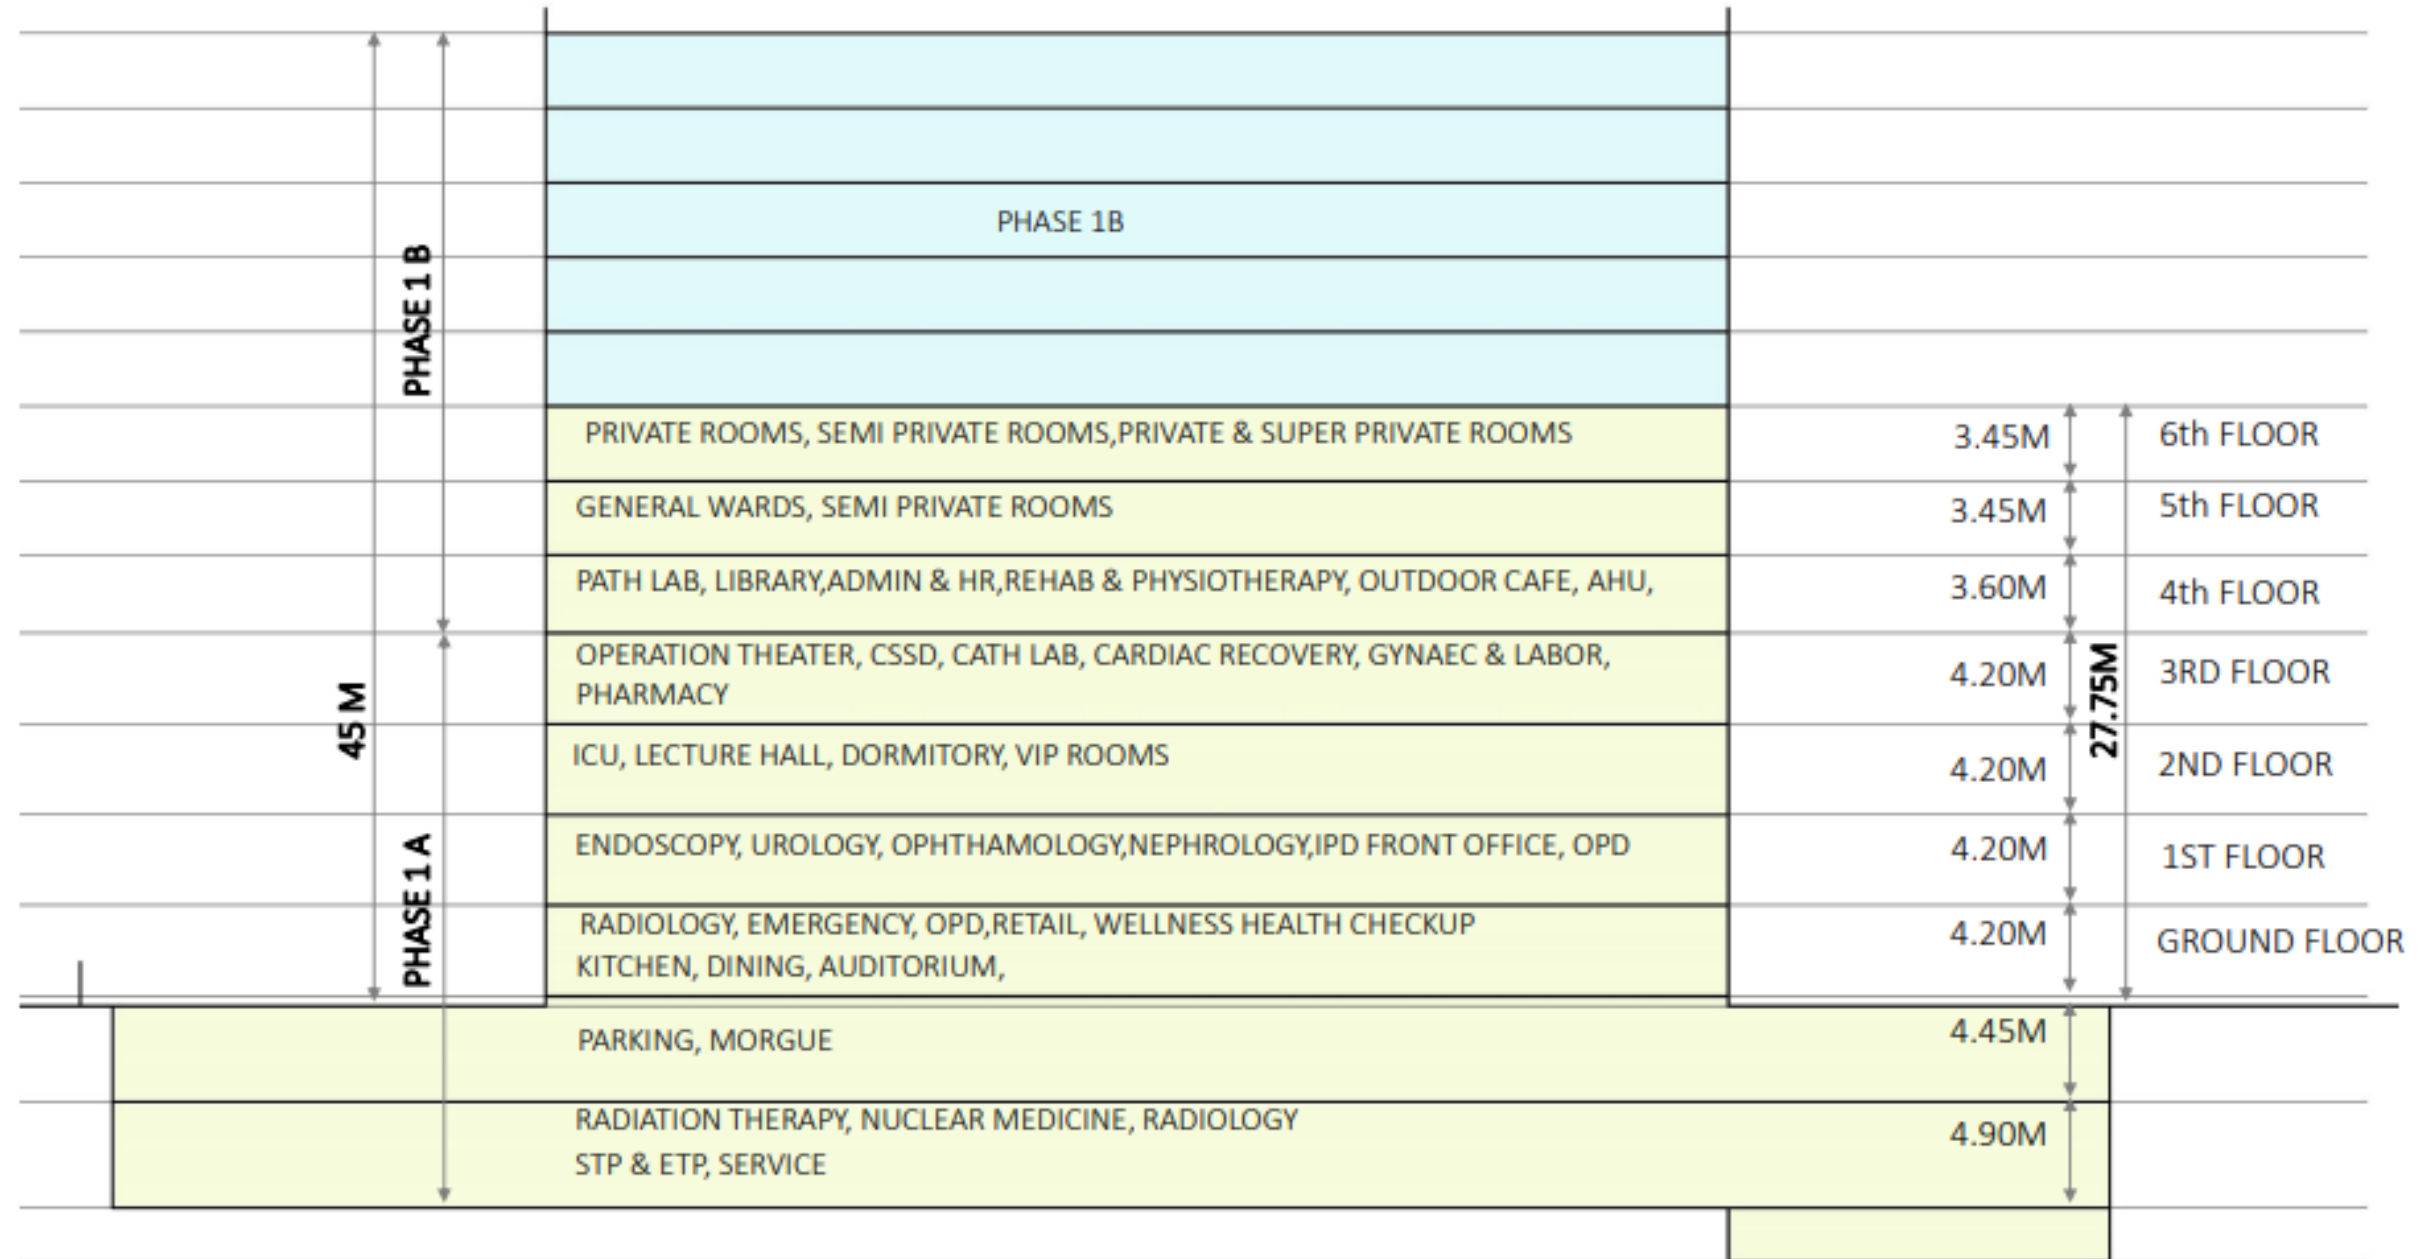 PHASE 1B
PHASE 1 B
PRIVATE ROOMS, SEMI PRIVATE ROOMS,PRIVATE & SUPER PRIVATE ROOMS
3.45M
6th FLOOR
GENERAL WARDS, SEMI PRIVATE ROOMS
3.45M
5th FLOOR
PATH LAB, LIBRARY,ADMIN & HR,REHAB & PHYSIOTHERAPY, OUTDOOR CAFE, AHU,
3.60M
4th FLOOR
OPERATION THEATER, CSSD, CATH LAB, CARDIAC RECOVERY, GYNAEC & LABOR,
PHARMACY
4.20M
27.75M
3RD FLOOR
45 M
ICU, LECTURE HALL, DORMITORY, VIP ROOMS
4.20M
2ND FLOOR
ENDOSCOPY, UROLOGY, OPHTHAMOLOGY,NEPHROLOGY,IPD FRONT OFFICE, OPD
4.20M
1ST FLOOR
PHASE 1 A
RADIOLOGY, EMERGENCY, OPD,RETAIL, WELLNESS HEALTH CHECKUP
KITCHEN, DINING, AUDITORIUM,
4.20M
GROUND FLOOR
PARKING, MORGUE
4.45M
RADIATION THERAPY, NUCLEAR MEDICINE, RADIOLOGY
STP & ETP, SERVICE
4.90M